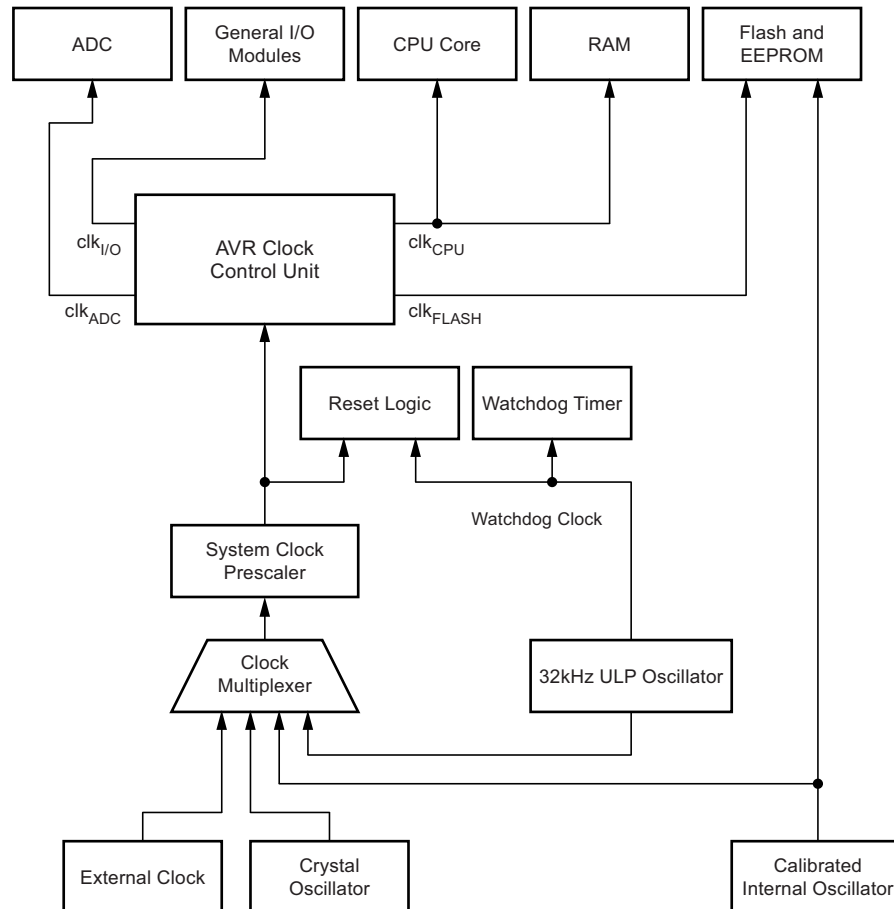 ADC
General I/O
Modules
CPU Core
RAM
Flash and
EEPROM
clkI/O
AVR Clock
Control Unit
clkCPU
clkADC
clkFLASH
Reset Logic
Watchdog Timer
Watchdog Clock
System Clock
Prescaler
Clock
Multiplexer
32kHz ULP Oscillator
External Clock
Crystal
Oscillator
Calibrated
Internal Oscillator